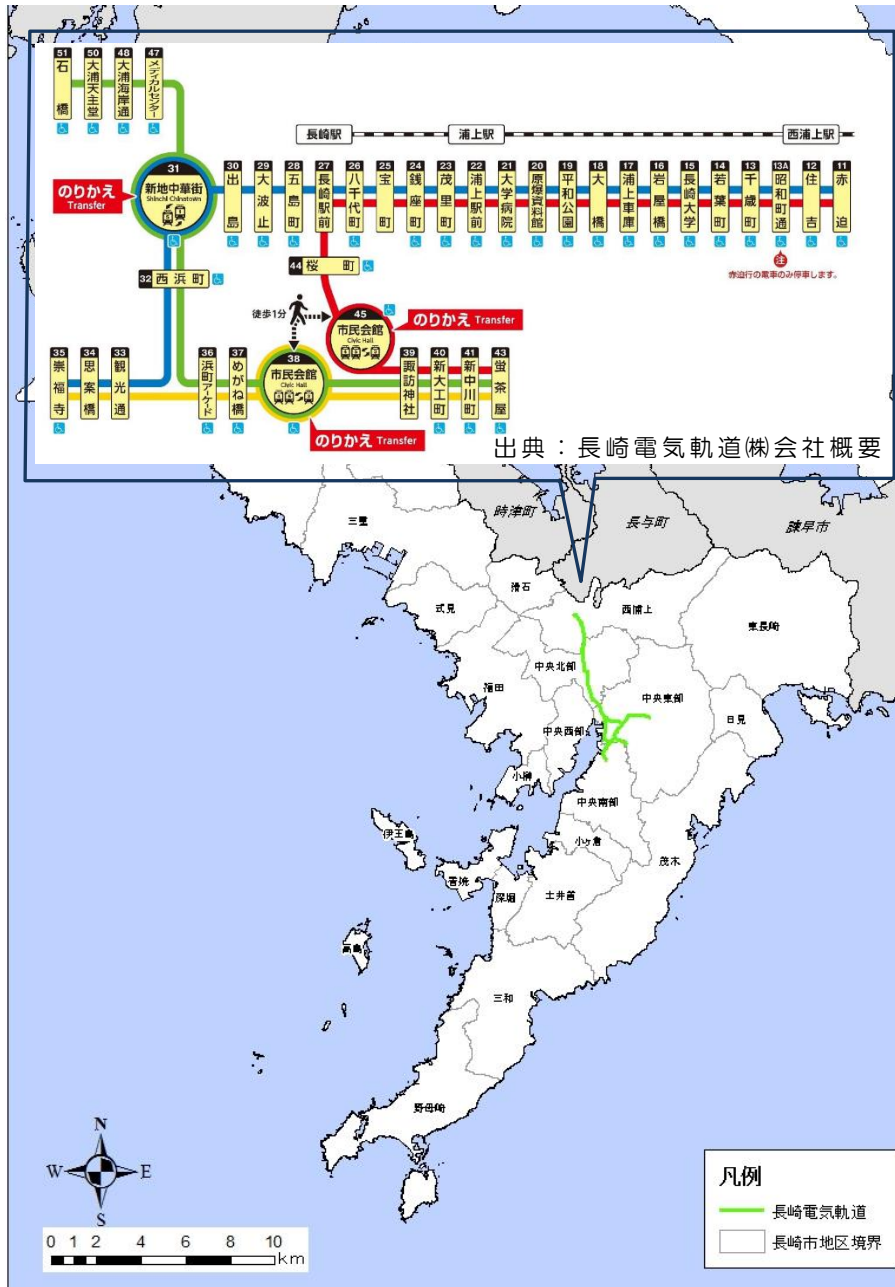 51
石橋
50
大浦天主堂
48
大浦海岸通
47
メディカルセンター
長崎駅
浦上駅
西浦上駅
31
新地中華街
Shinchi Chinatown
のりかえ
Transfer
30
出島
29
大波止
28
五島町
27
長崎駅前
26
八千代町
25
宝町
24
銭座町
23
茂里町
22
浦上駅前
21
大学病院
20
原爆資料館
19
平和公園
18
大橋
17
浦上車庫
16
岩屋橋
15
長崎大学
14
若葉町
13
千歳町
13A
昭和町通
12
住吉
11
赤迫
注
赤迫行の電車のみ停車します。
32
西浜町
44
桜町
徒歩1分
45
市民会館
Civic Hall
のりかえ Transfer
35
崇福寺
34
思案橋
33
観光通
36
浜町アーケード
37
めがね橋
38
市民会館
Civic Hall
のりかえ Transfer
39
諏訪神社
40
新大工町
41
新中川町
43
蛍茶屋
出典：長崎電気軌道㈱会社概要
時津町
長与町
諫早市
三重
滑石
西浦上
式見
東長崎
中央北部
福田
中央東部
日見
中央西部
小榊
中央南部
伊王島
小ヶ倉
茂木
香焼
深堀
土井首
高島
三和
野母崎
N
W
E
S
0 1 2 4 6 8 10
km
凡例
長崎電気軌道
長崎市地区境界